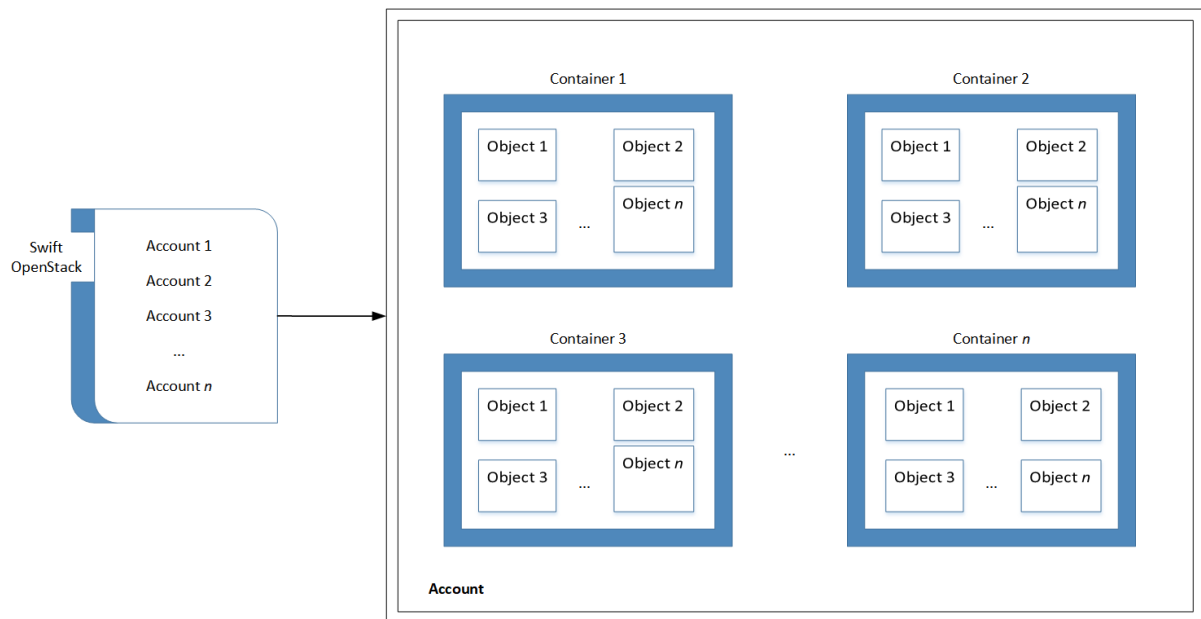 Swift
OpenStack
Account 1
Account 2
Account 3
...
Account n
Container 1
Object 1
Object 2
Object 3
...
Object n
Container 2
Object 1
Object 2
Object 3
...
Object n
Container 3
Object 1
Object 2
Object 3
...
Object n
...
Container n
Object 1
Object 2
Object 3
...
Object n
Account